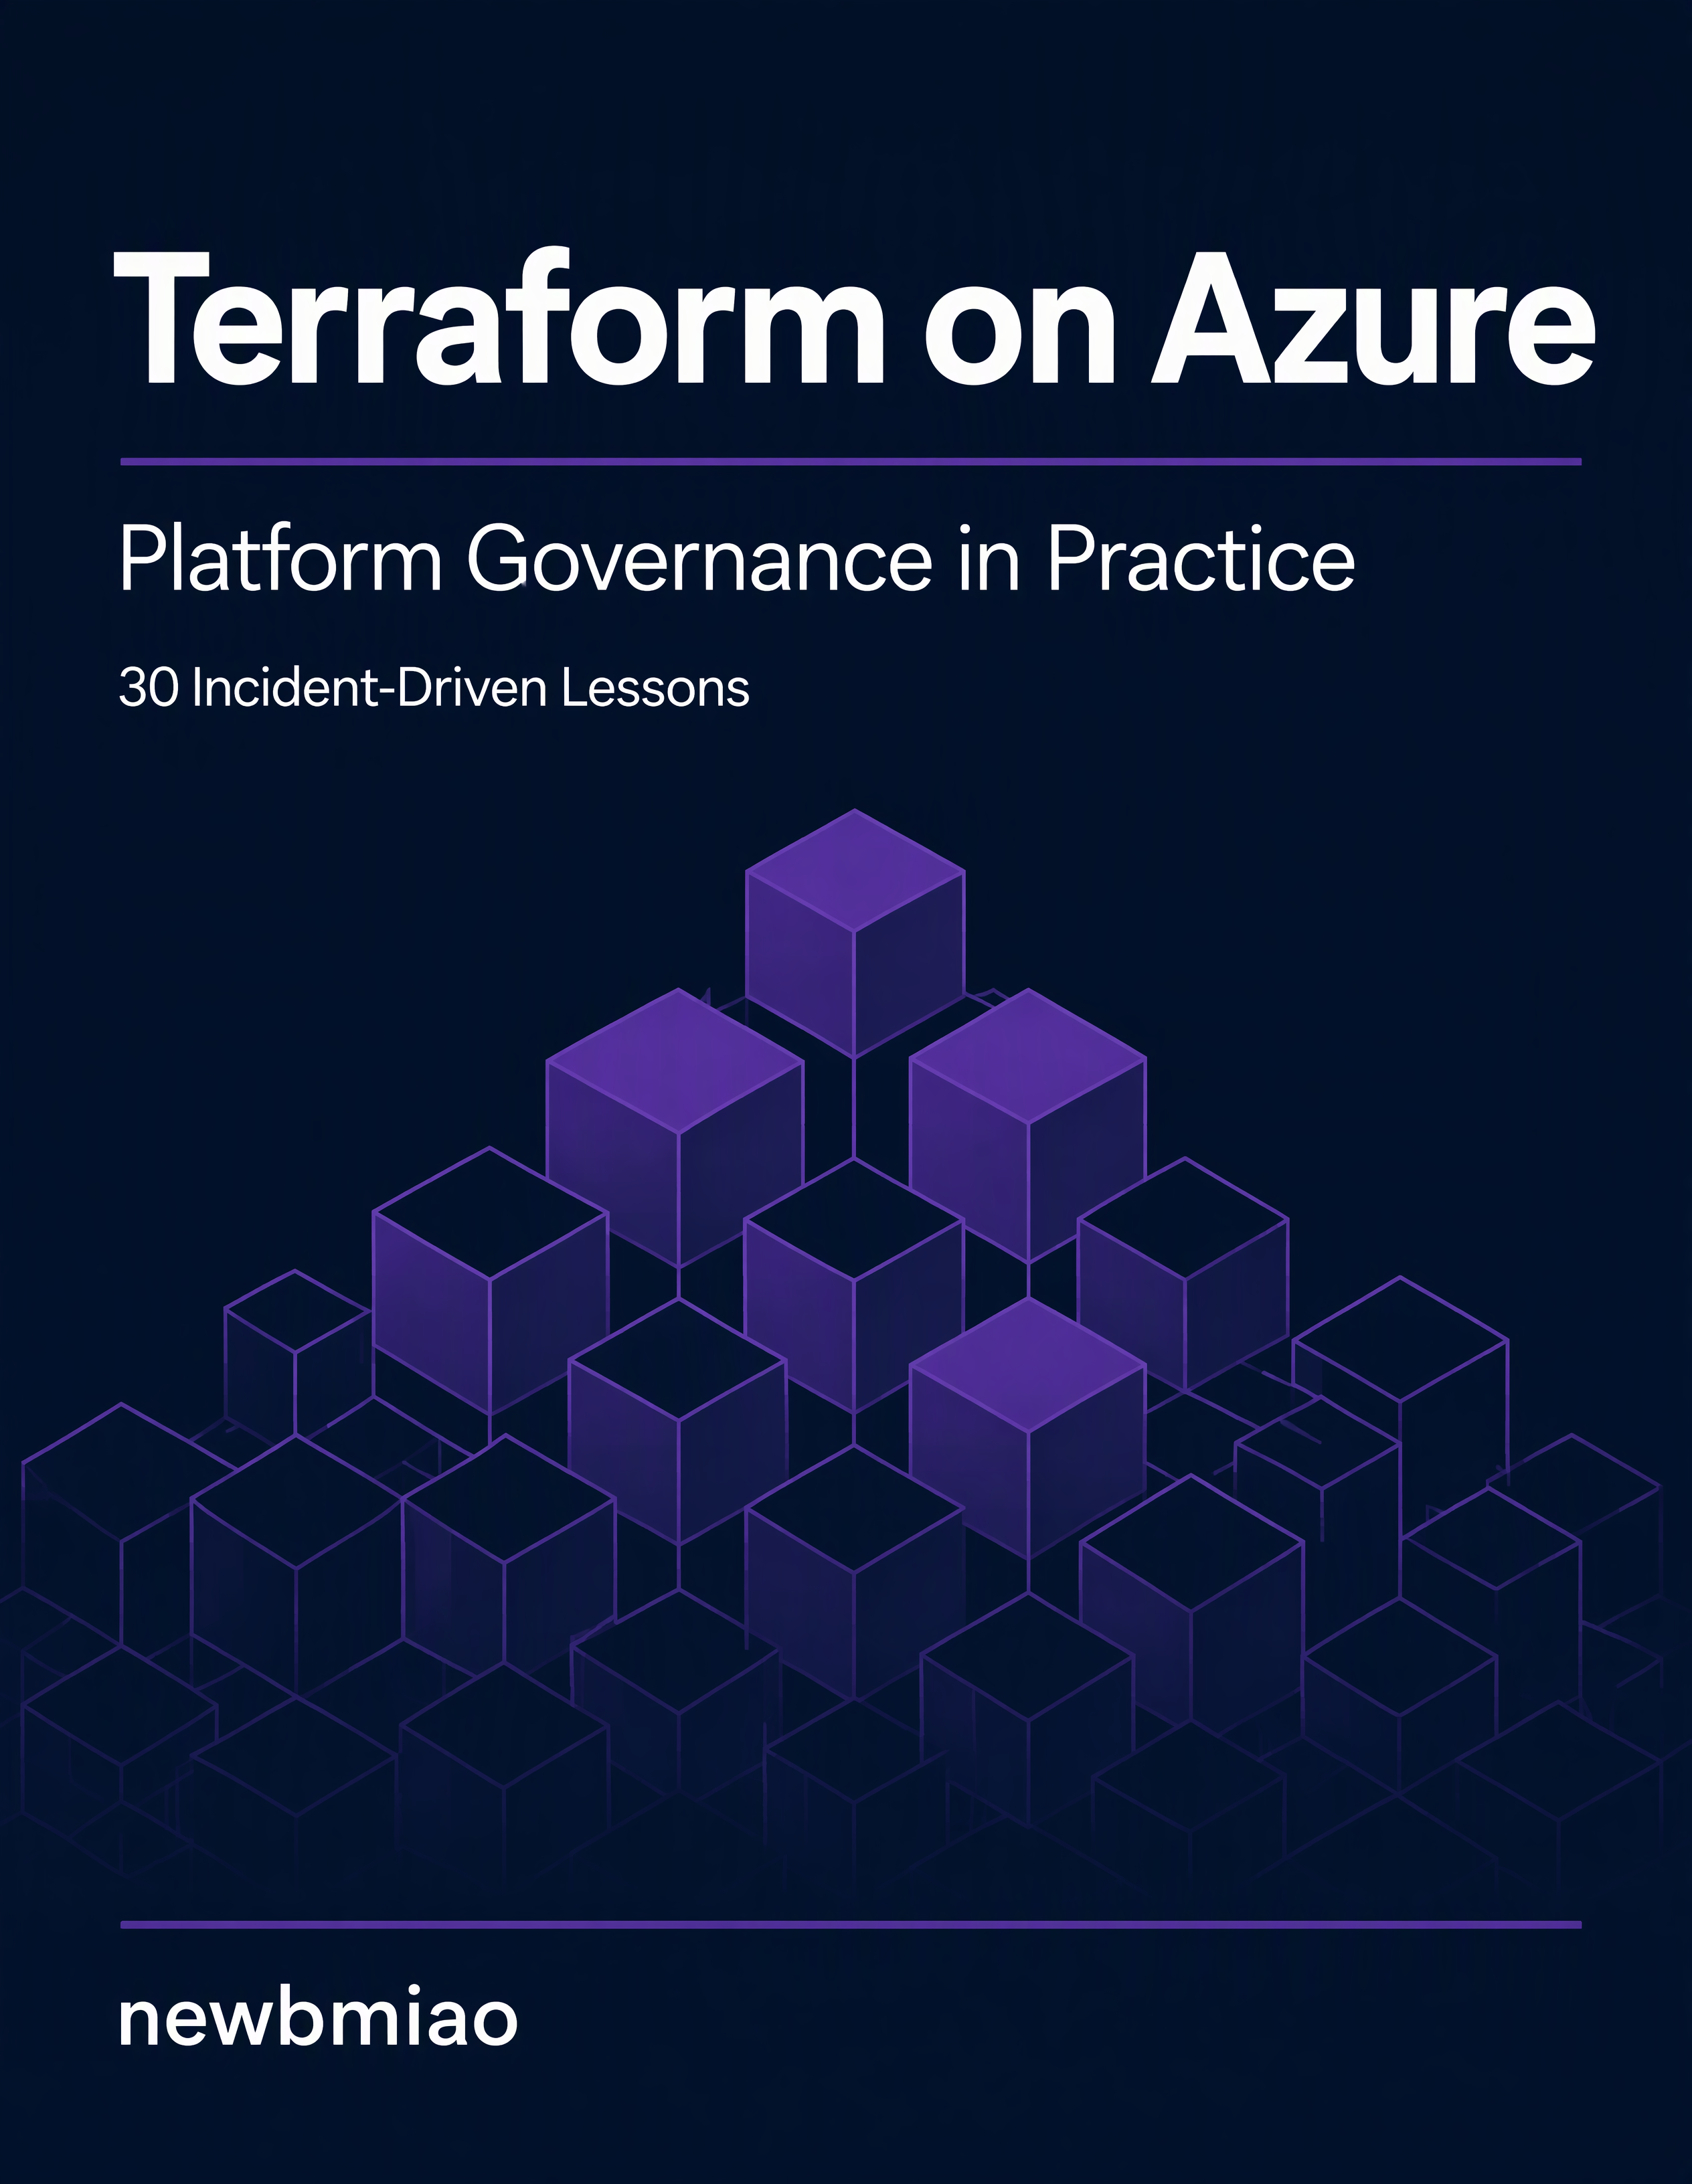 Terraform on Azure
Platform Governance in Practice
30 Incident-Driven Lessons
newbmiao